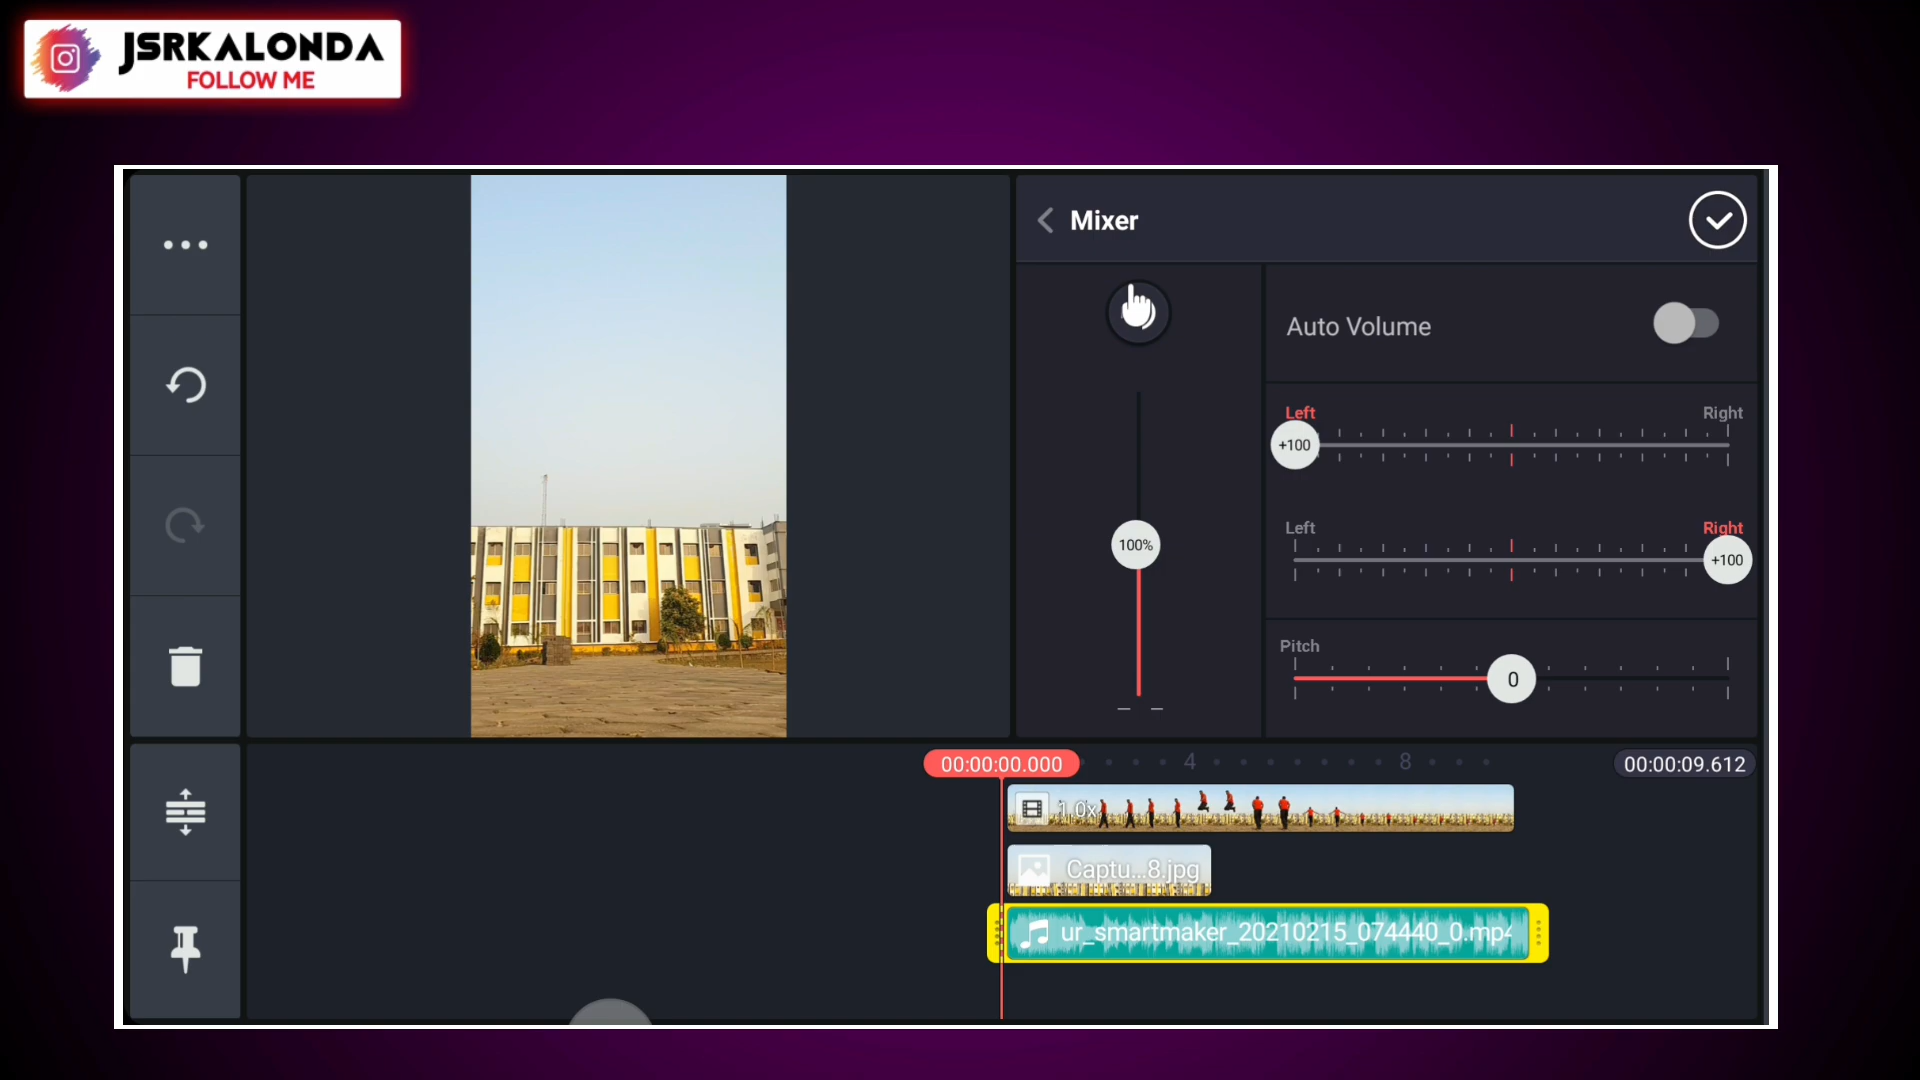 JSRKALONDA
FOLLOW ME
Mixer
Auto Volume
Left Right
+100
100%
Left Right
+100
Pitch
0
00:00:00.000 4 8 00:00:09.612
1.0x
Captu...8.jpg
ur_smartmaker_20210215_074440_0.mp4